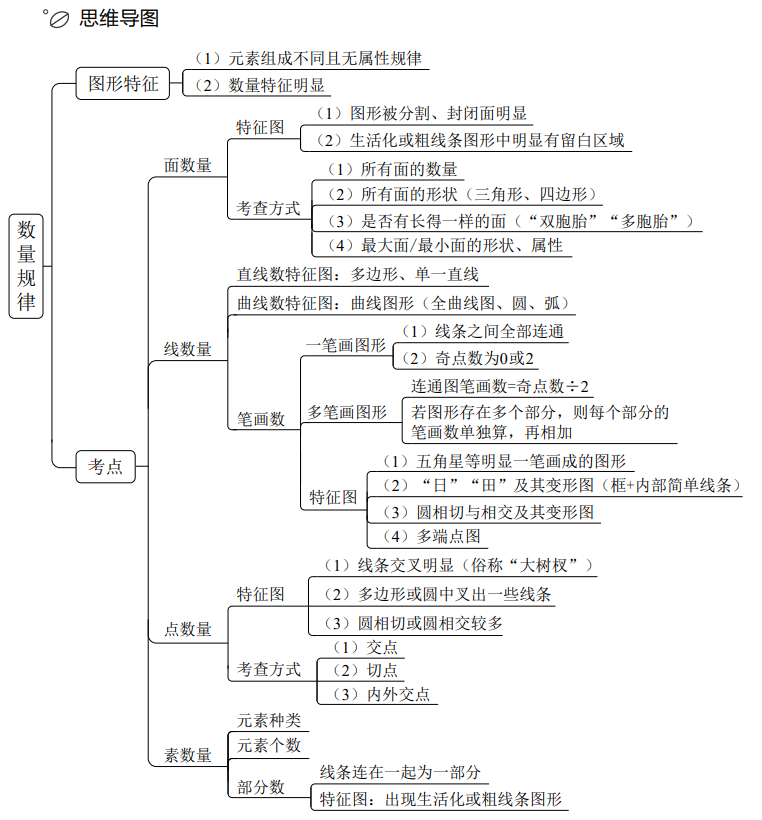 思维导图
数量规律
图形特征
（1）元素组成不同且无属性规律
（2）数量特征明显
考点
面数量
特征图
（1）图形被分割、封闭面明显
（2）生活化或粗线条图形中明显有留白区域
考查方式
（1）所有面的数量
（2）所有面的形状（三角形、四边形）
（3）是否有长得一样的面（“双胞胎”“多胞胎”）
（4）最大面/最小面的形状、属性
线数量
直线数特征图：多边形、单一直线
曲线数特征图：曲线图形（全曲线图、圆、弧）
笔画数
一笔画图形
（1）线条之间全部连通
（2）奇点数为0或2
多笔画图形
连通图笔画数=奇点数÷2
若图形存在多个部分，则每个部分的
笔画数单独算，再相加
特征图
（1）五角星等明显一笔画成的图形
（2）“日”“田”及其变形图（框+内部简单线条）
（3）圆相切与相交及其变形图
（4）多端点图
点数量
特征图
（1）线条交叉明显（俗称“大树杈”）
（2）多边形或圆中叉出一些线条
（3）圆相切或圆相交较多
考查方式
（1）交点
（2）切点
（3）内外交点
素数量
元素种类
元素个数
部分数
线条连在一起为一部分
特征图：出现生活化或粗线条图形